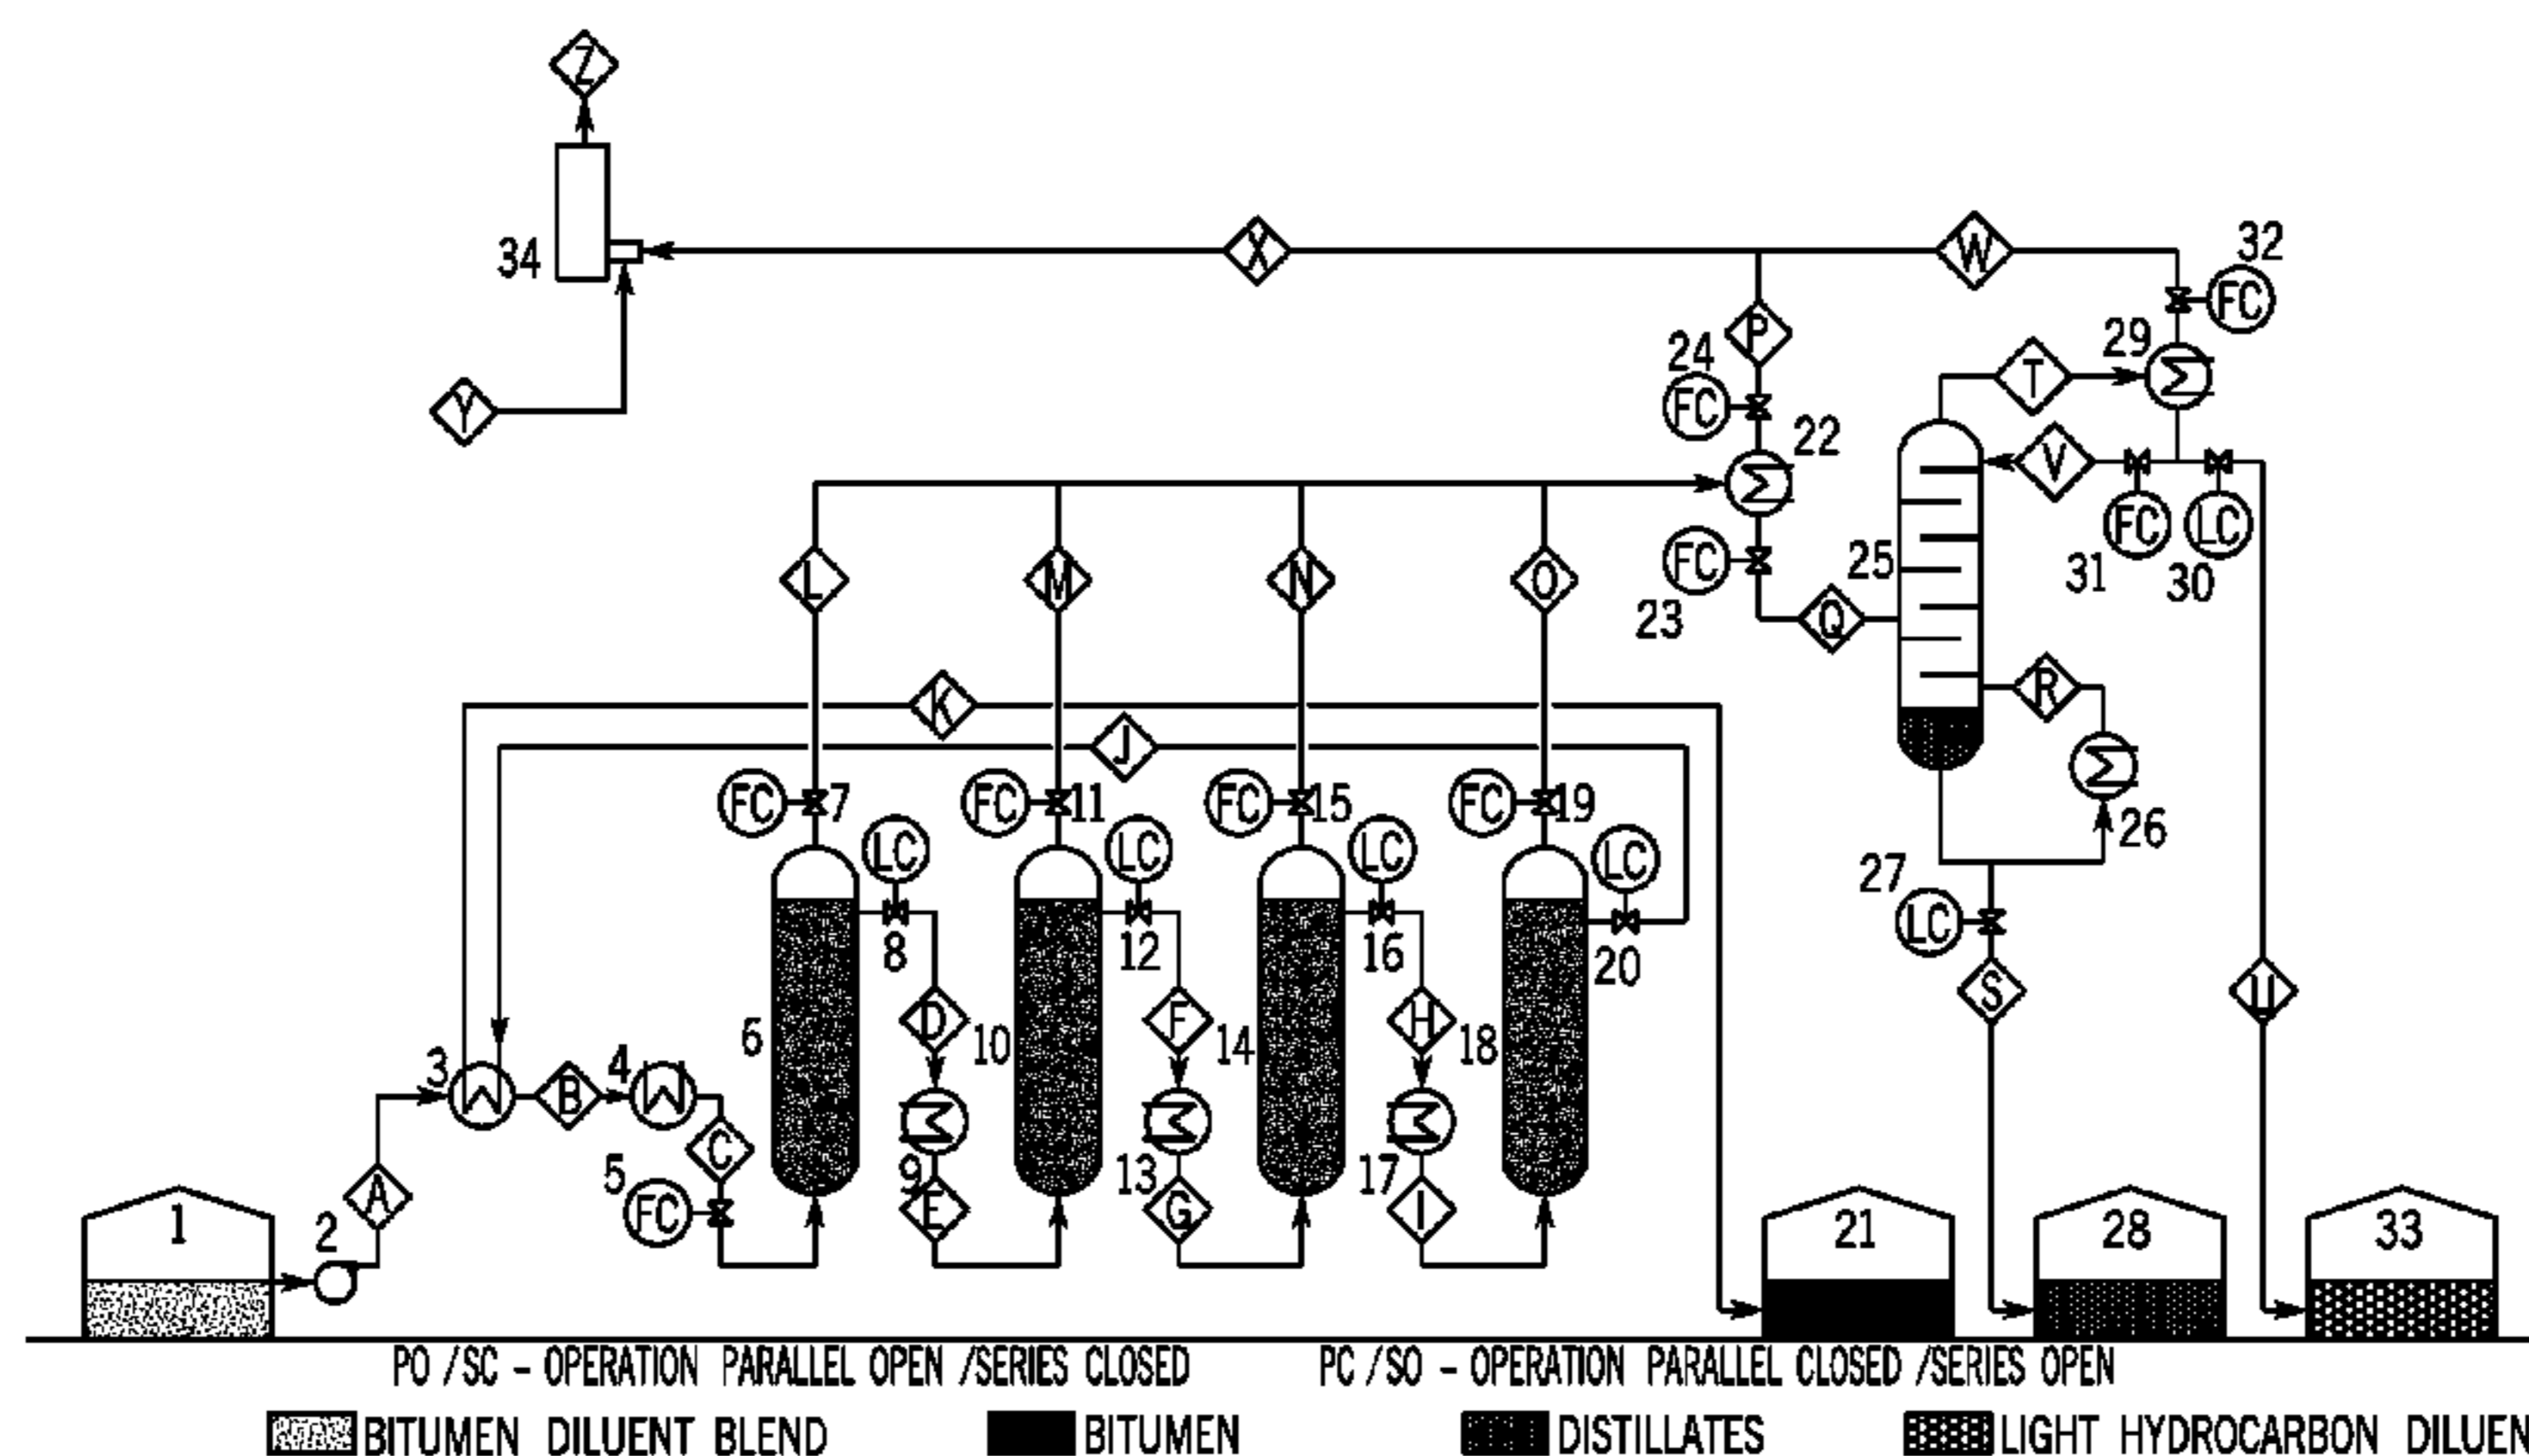 Z
34
X
W
32
FC
Y
24
P
FC
29
T
22
V
FC
LC
31
30
FC
23
Q
25
L
M
N
O
K
J
R
26
FC
7
FC
11
FC
15
FC
19
LC
8
LC
12
LC
16
LC
20
27
LC
S
U
3
B
4
C
5
FC
6
D
10
F
14
H
18
9
E
13
G
17
I
A
1
2
21
28
33
PO /SC - OPERATION PARALLEL OPEN /SERIES CLOSED
PC /SO - OPERATION PARALLEL CLOSED /SERIES OPEN
BITUMEN DILUENT BLEND
BITUMEN
DISTILLATES
LIGHT HYDROCARBON DILUEN